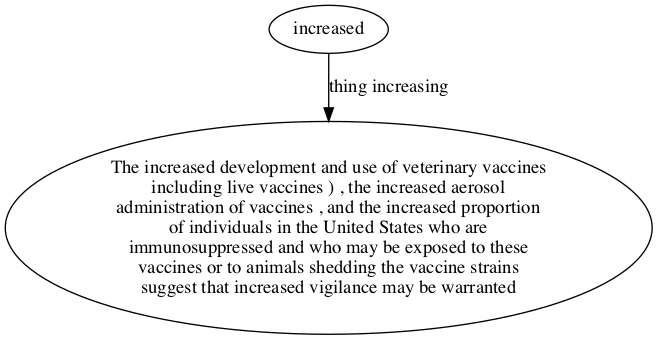 increased
thing increasing
The increased development and use of veterinary vaccines
including live vaccines ) , the increased aerosol
administration of vaccines , and the increased proportion
of individuals in the United States who are
immunosuppressed and who may be exposed to these
vaccines or to animals shedding the vaccine strains
suggest that increased vigilance may be warranted